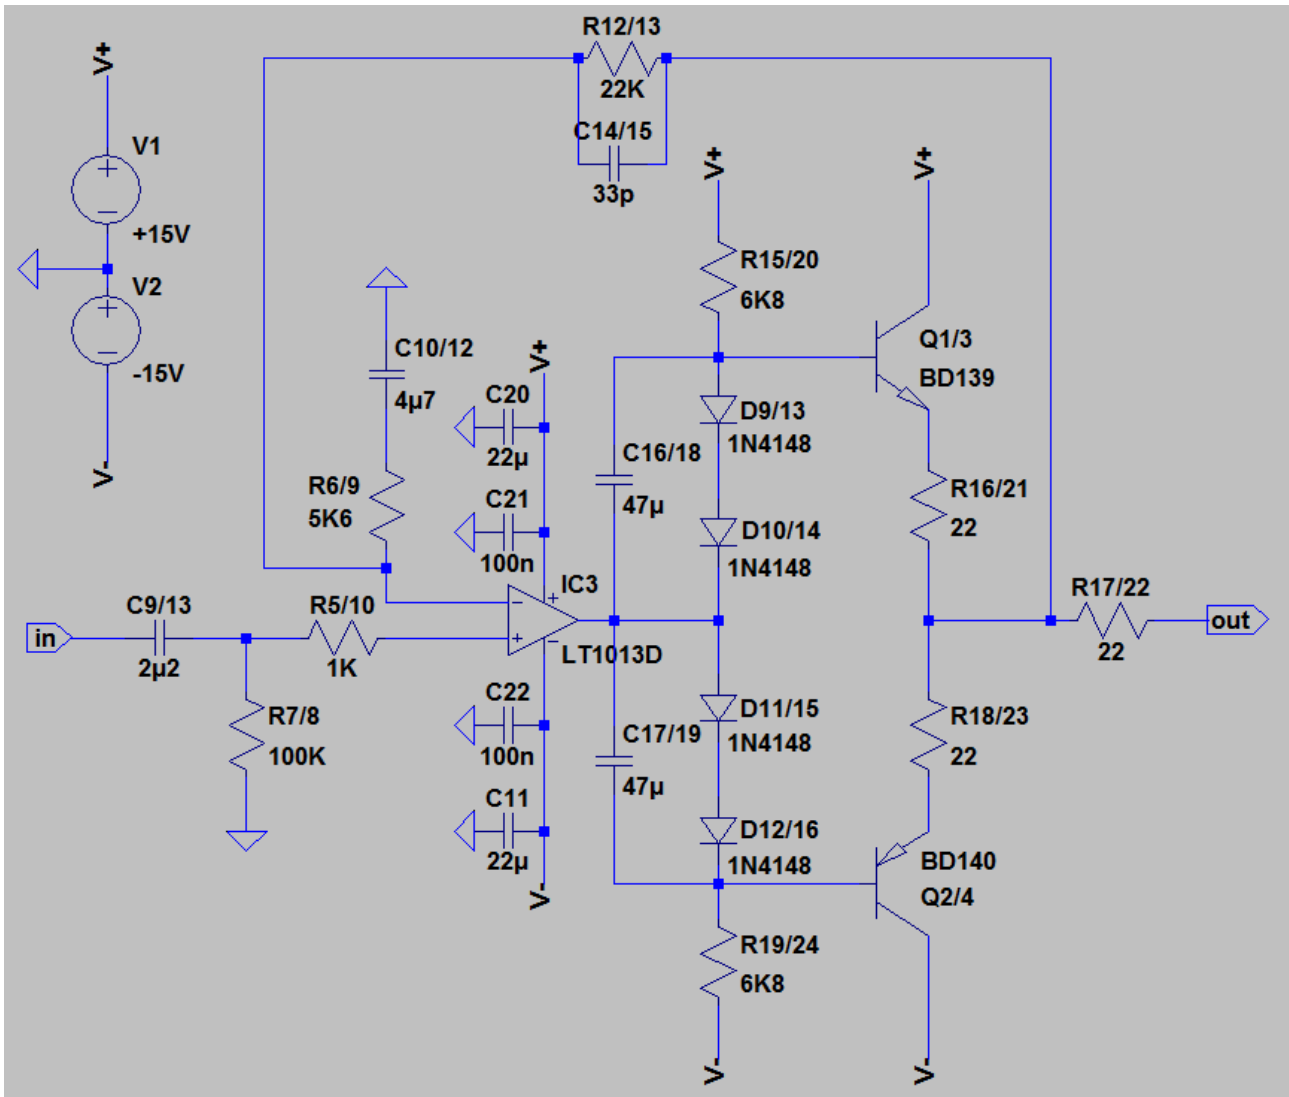 R12/13
22K
C14/15
33p
V+
V1
+15V
V2
-15V
V-
V+
V+
R15/20
6K8
Q1/3
BD139
C10/12
4µ7
V+
C20
22µ
D9/13
1N4148
C16/18
47µ
R6/9
5K6
C21
100n
R16/21
22
D10/14
1N4148
IC3
C9/13
2µ2
R5/10
1K
in
LT1013D
R17/22
22
out
R7/8
100K
C22
100n
D11/15
1N4148
C17/19
47µ
R18/23
22
C11
22µ
V-
D12/16
1N4148
BD140
Q2/4
R19/24
6K8
V-
V-